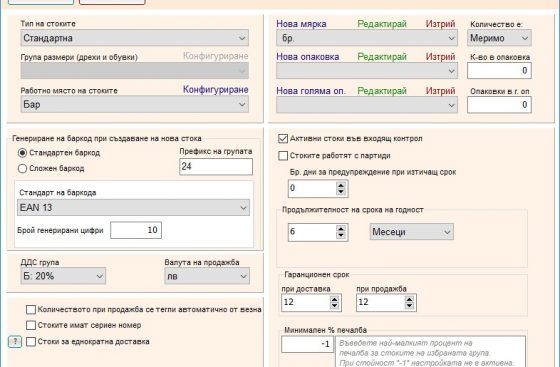 Тип на стоките
Стандартна
Група размери (дрехи и обувки) Конфигуриране
Работно място на стоките Конфигуриране
Бар
Нова мярка Редактирай Изтрий
бр.
Нова опаковка Редактирай Изтрий
Нова голяма оп. Редактирай Изтрий
Количество е:
Меримо
К-во в опаковка
0
Опаковки в г. оп
0
Генериране на баркод при създаване на нова стока
Стандартен баркод
Сложен баркод
Префикс на групата
24
Стандарт на баркода
EAN 13
Брой генерирани цифри 10
ДДС група
Б: 20%
Валута на продажба
лв
Количеството при продажба се тегли автоматично от везна
Стоките имат сериен номер
? Стоки за еднократна доставка
Активни стоки във входящ контрол
Стоките работят с партиди
Бр. дни за предупреждение при изтичащ срок
0
Продължителност на срока на годност
6 Месеци
Гаранционен срок
при доставка при продажба
12 12
Минимален % печалба
-1
Въведете най-малкият процент на
печалба за стоките на избраната група.
При стойност "-1" настройката не е активна.